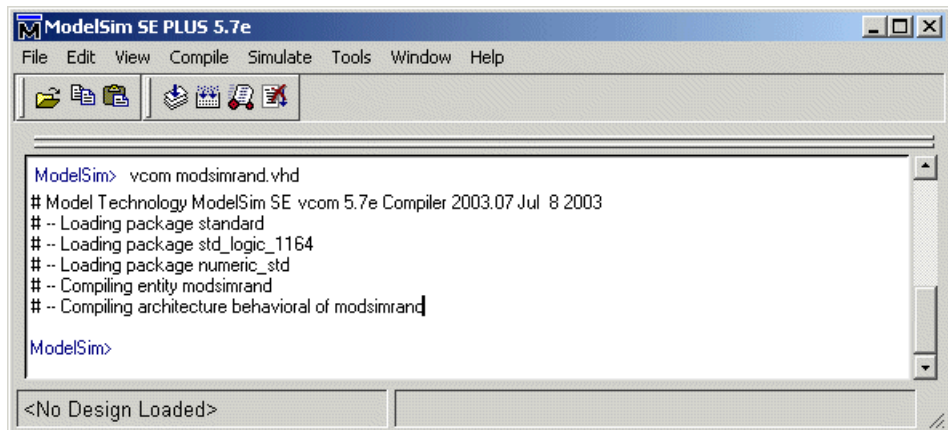 ModelSim SE PLUS 5.7e
File Edit View Compile Simulate Tools Window Help
ModelSim> vcom modsimrand.vhd
# Model Technology ModelSim SE vcom 5.7e Compiler 2003.07 Jul 8 2003
# -- Loading package standard
# -- Loading package std_logic_1164
# -- Loading package numeric_std
# -- Compiling entity modsimrand
# -- Compiling architecture behavioral of modsimrand
ModelSim>
<No Design Loaded>